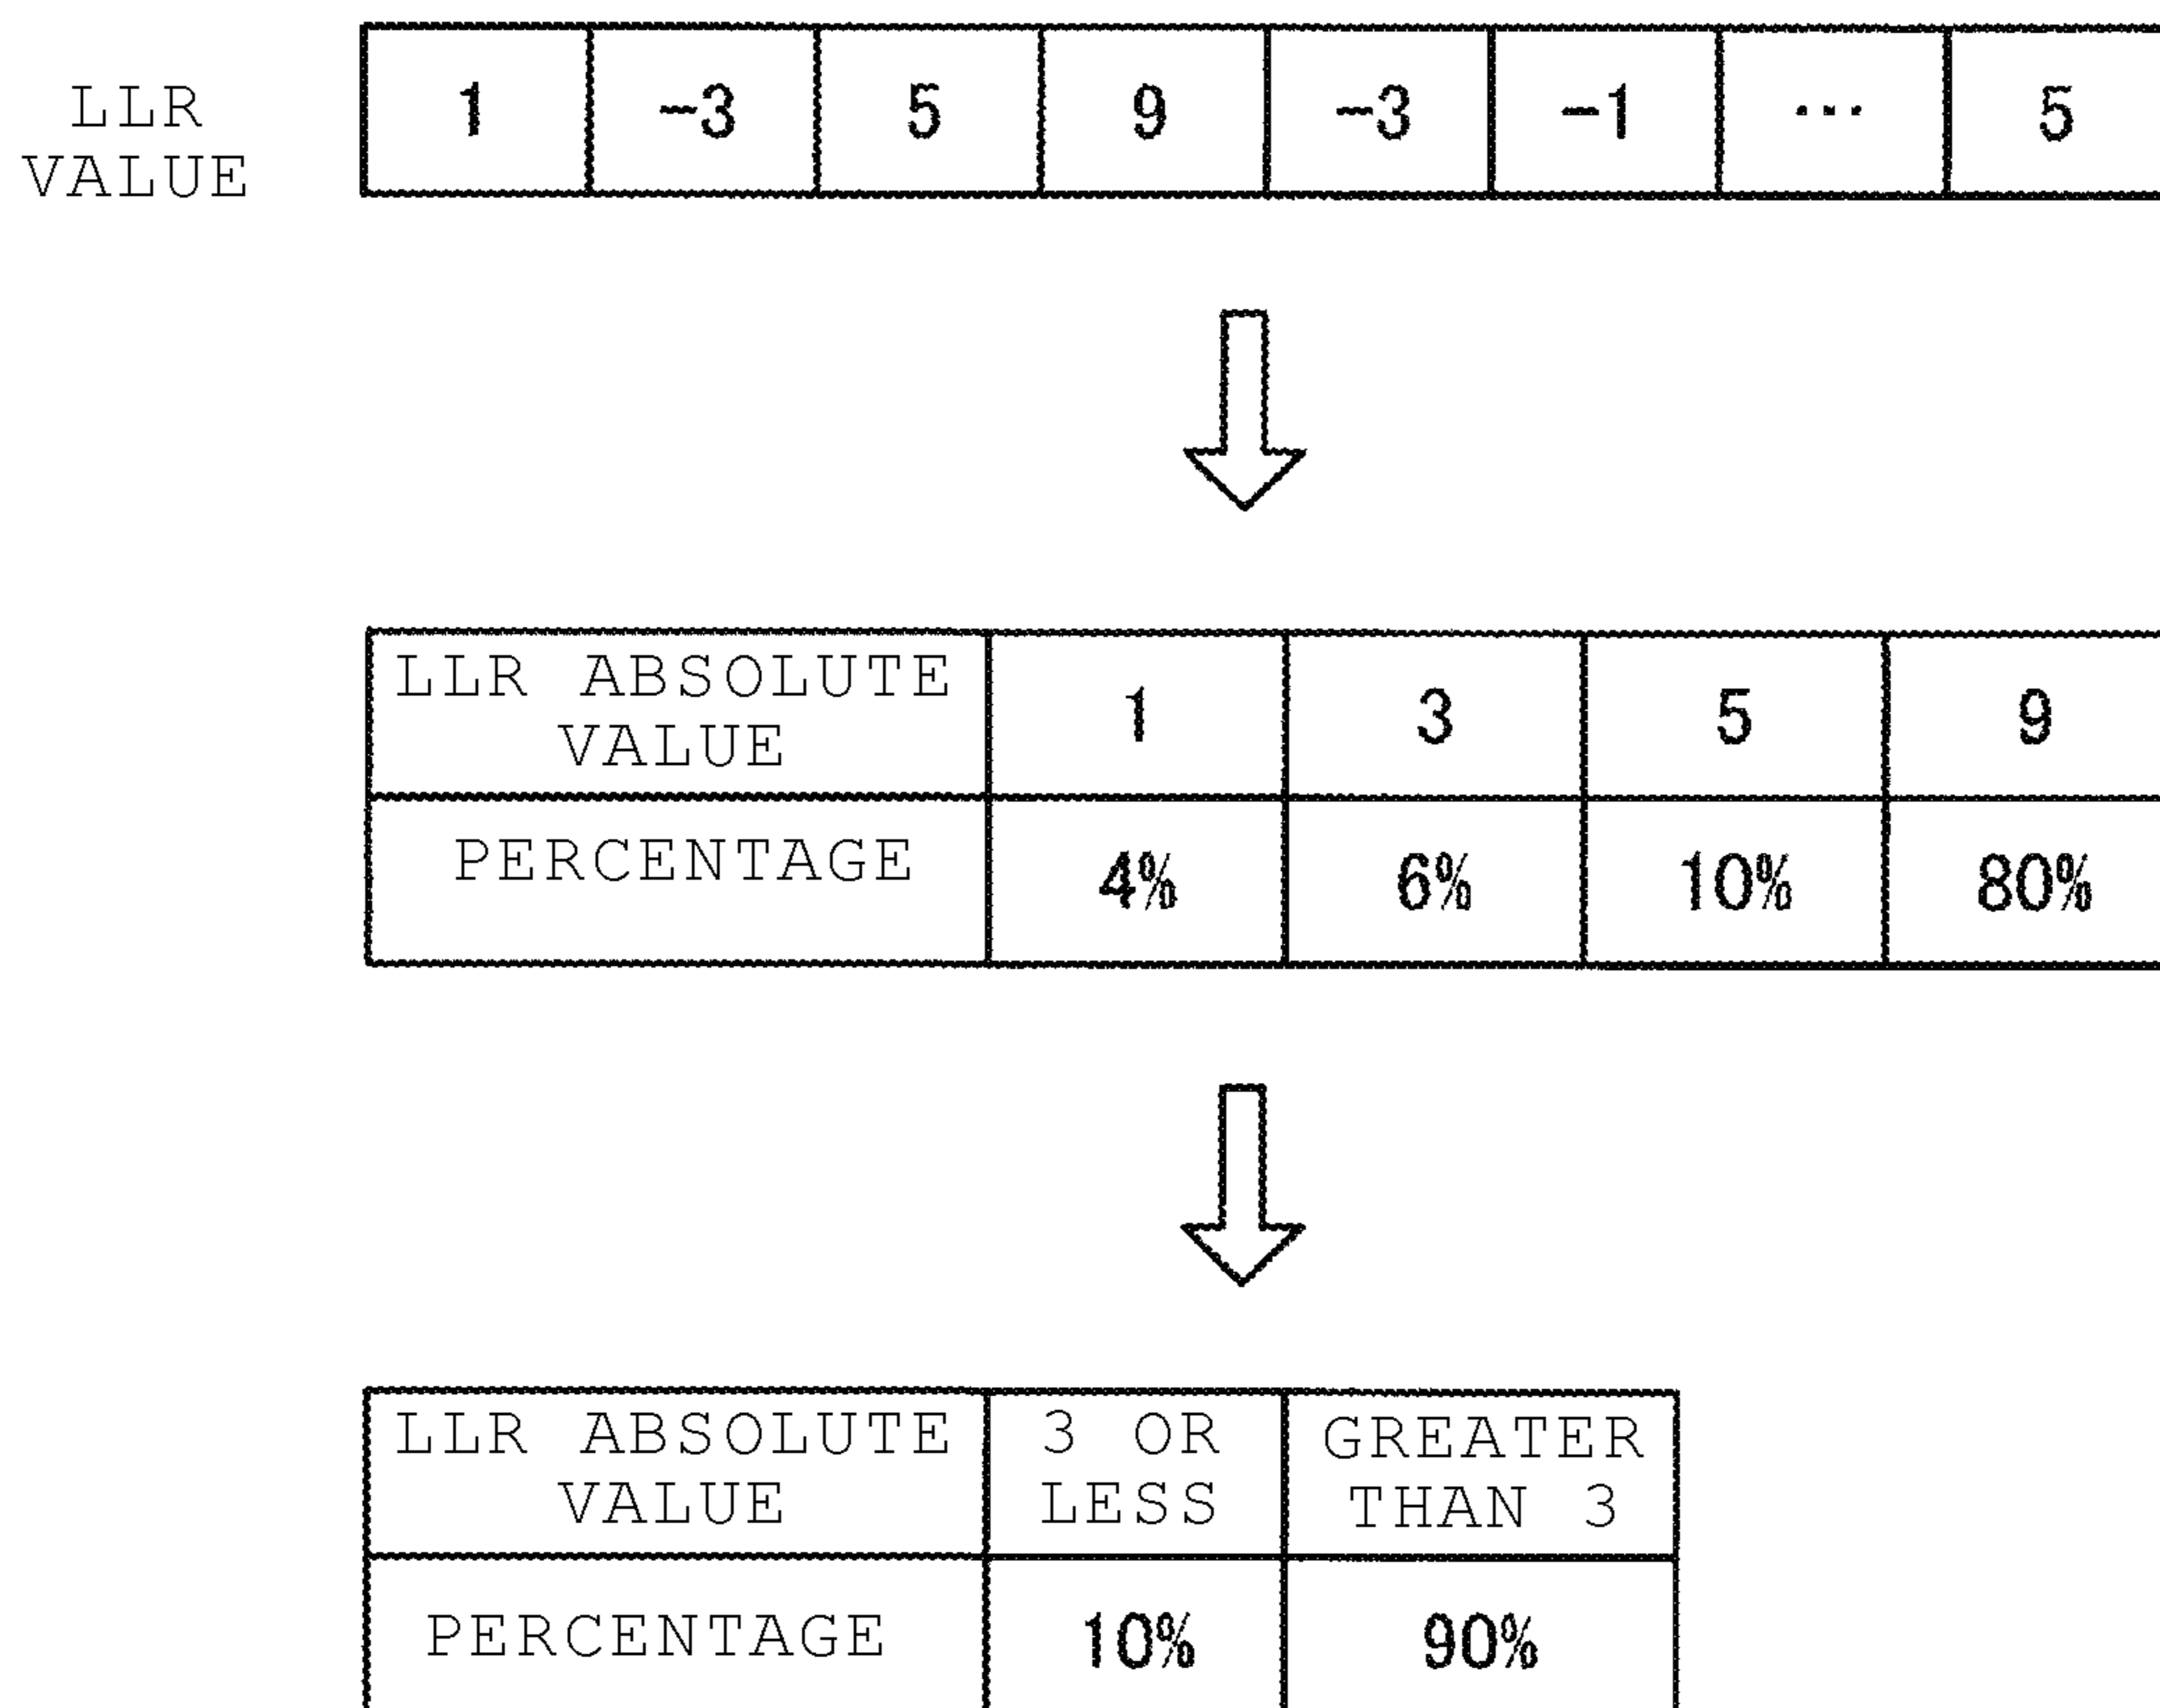 LLR
VALUE
1 -3 5 9 -3 -1 ... 5
LLR ABSOLUTE
VALUE
1 3 5 9
PERCENTAGE
4% 6% 10% 80%
LLR ABSOLUTE
VALUE
3 OR
LESS
GREATER
THAN 3
PERCENTAGE
10% 90%